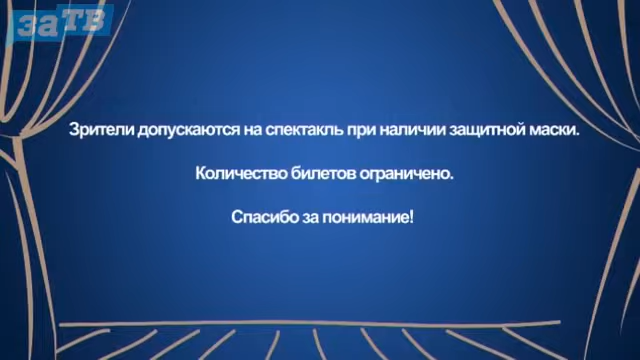 заТВ
Зрители допускаются на спектакль при наличии защитной маски.
Количество билетов ограничено.
Спасибо за понимание!